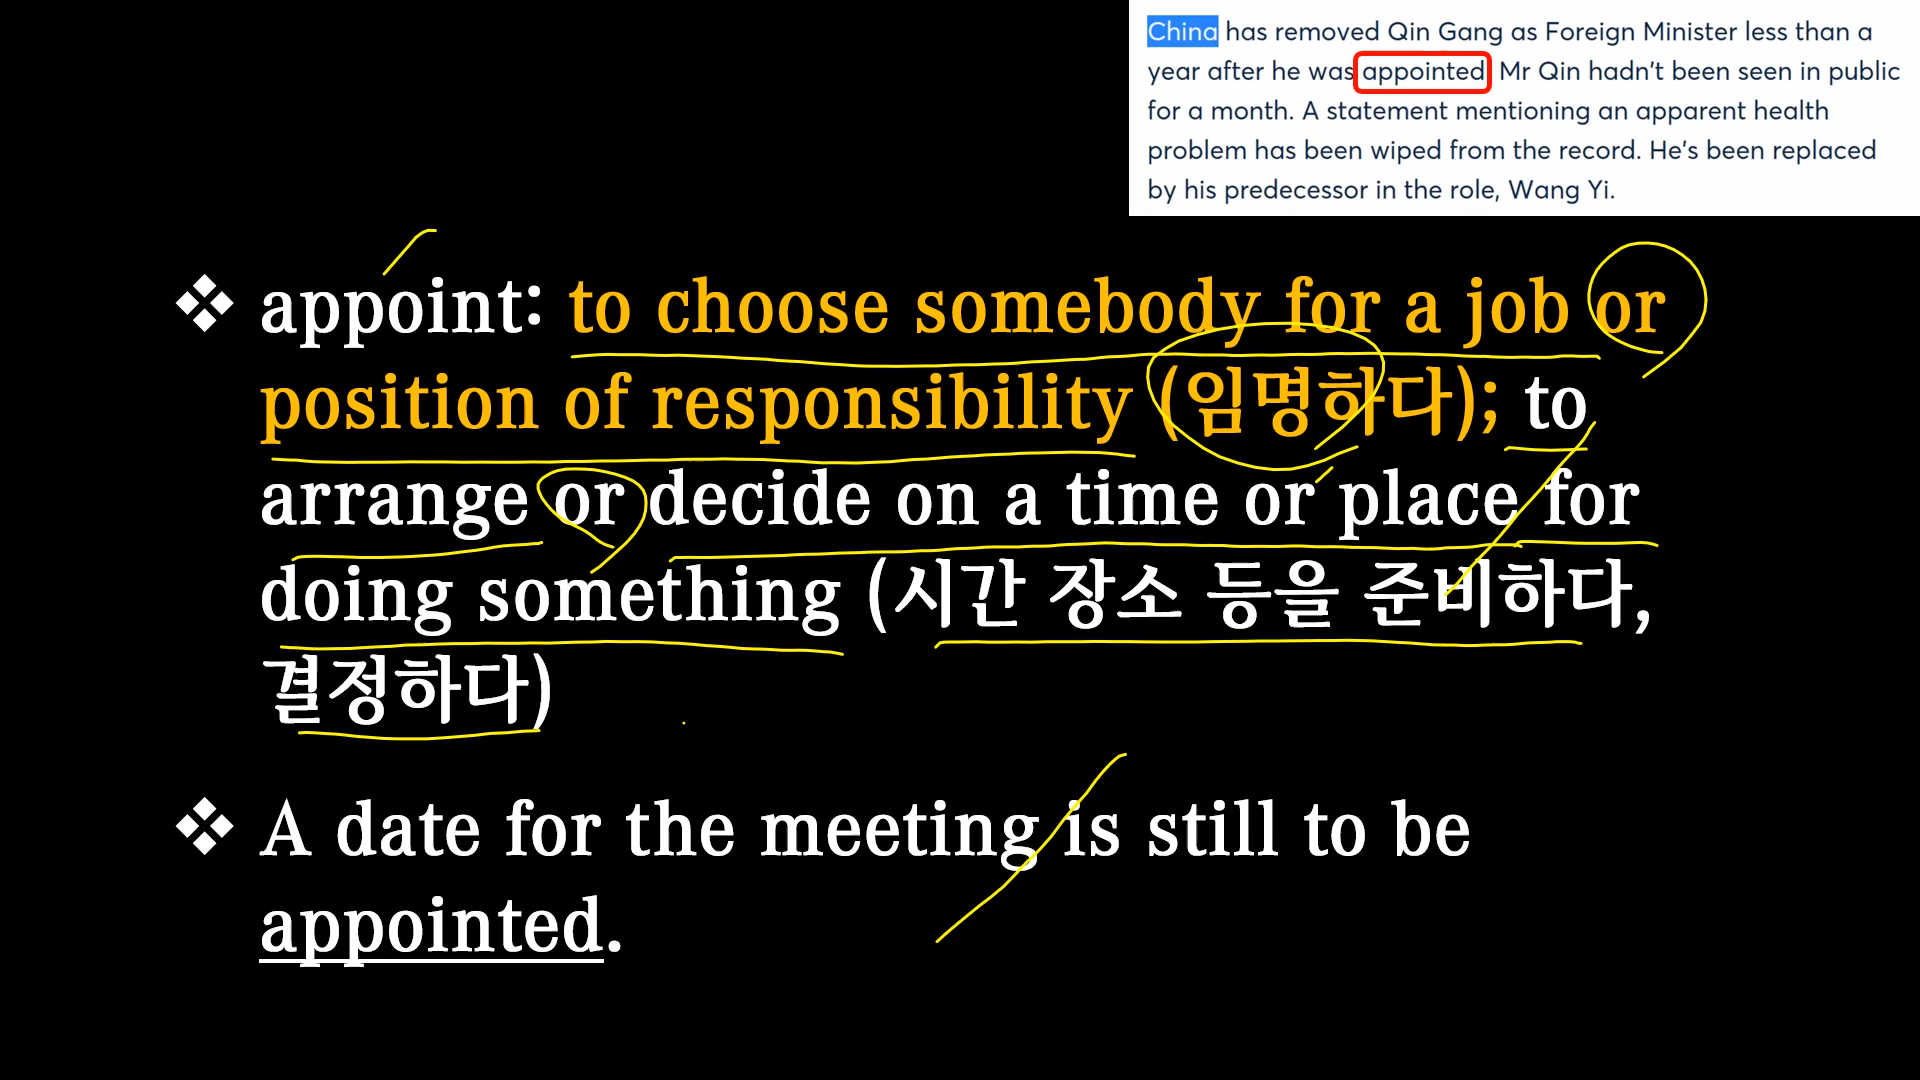 China has removed Qin Gang as Foreign Minister less than a
year after he was appointed. Mr Qin hadn't been seen in public
for a month. A statement mentioning an apparent health
problem has been wiped from the record. He's been replaced
by his predecessor in the role, Wang Yi.
❖ appoint: to choose somebody for a job or
position of responsibility (임명하다); to
arrange or decide on a time or place for
doing something (시간 장소 등을 준비하다,
결정하다)
❖ A date for the meeting is still to be
appointed.